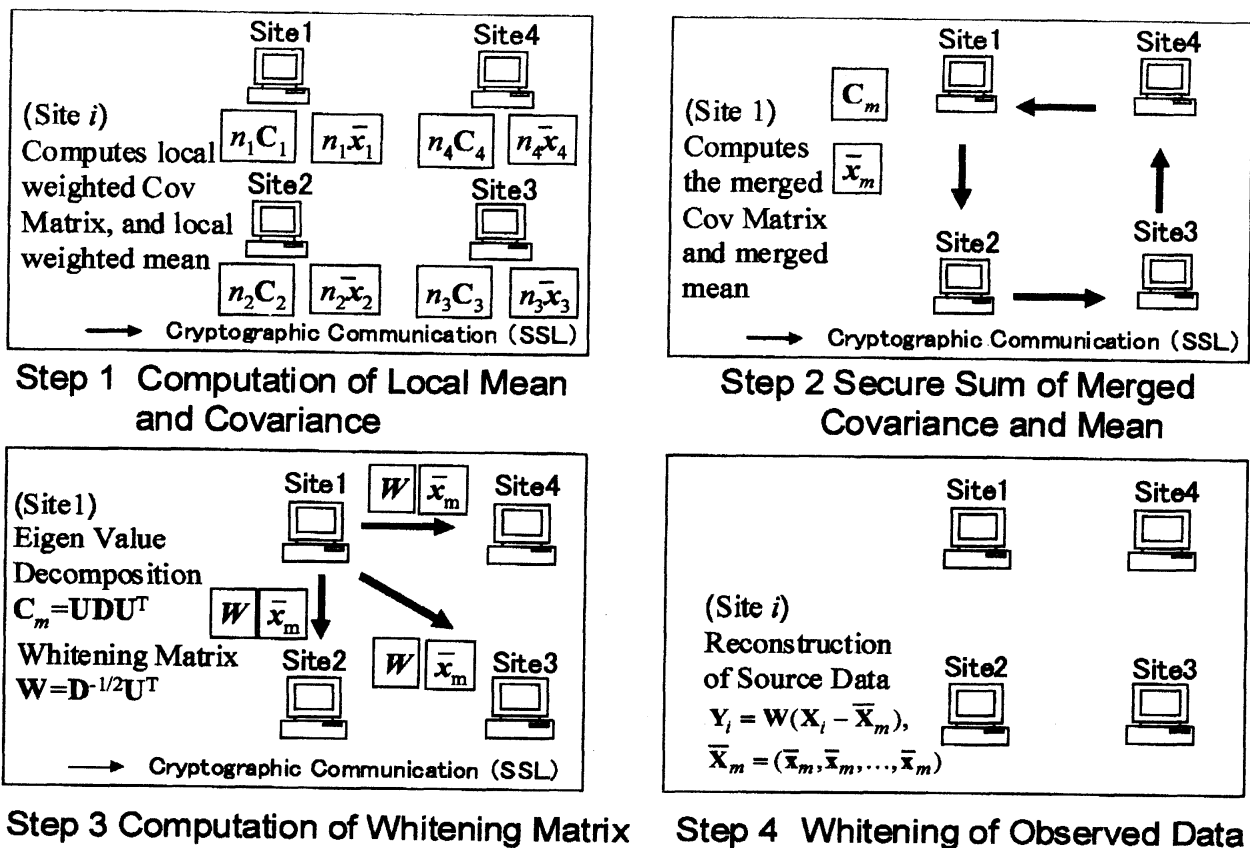 Site1
Site4
(Site i)
Computes local
weighted Cov
Matrix, and local
weighted mean
n₁C₁
n₁x̄₁
n₄C₄
n₄x̄₄
Site2
Site3
n₂C₂
n₂x̄₂
n₃C₃
n₃x̄₃
Cryptographic Communication (SSL)
Step 1 Computation of Local Mean
and Covariance
Site1
Site4
Cₘ
x̄ₘ
(Site 1)
Computes
the merged
Cov Matrix
and merged
mean
Site2
Site3
Cryptographic Communication (SSL)
Step 2 Secure Sum of Merged
Covariance and Mean
Site1
W x̄ₘ
Site4
(Site1)
Eigen Value
Decomposition
Cₘ=UDUᵀ
W x̄ₘ
Whitening Matrix
W=D⁻¹/²Uᵀ
Site2
W x̄ₘ
Site3
Cryptographic Communication (SSL)
Step 3 Computation of Whitening Matrix
Site1
Site4
(Site i)
Reconstruction
of Source Data
Yᵢ = W(Xᵢ − X̄ₘ),
X̄ₘ = (x̄ₘ,x̄ₘ,...,x̄ₘ)
Site2
Site3
Step 4 Whitening of Observed Data